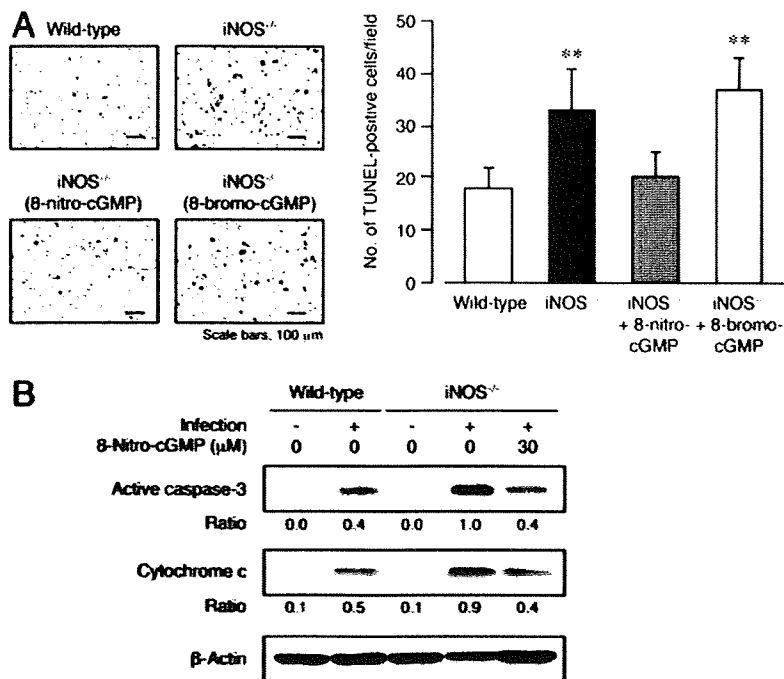 A
Wild-type
iNOS-/-
iNOS-/-
(8-nitro-cGMP)
iNOS-/-
(8-bromo-cGMP)
Scale bars, 100 μm
No. of TUNEL-positive cells/field
50
40
30
20
10
0
**
**
Wild-type
iNOS
iNOS
+ 8-nitro-
cGMP
iNOS
+ 8-bromo-
cGMP
B
Wild-type iNOS-/-
Infection - + - + +
8-Nitro-cGMP (μM) 0 0 0 0 30
Active caspase-3
Ratio 0.0 0.4 0.0 1.0 0.4
Cytochrome c
Ratio 0.1 0.5 0.1 0.9 0.4
β-Actin